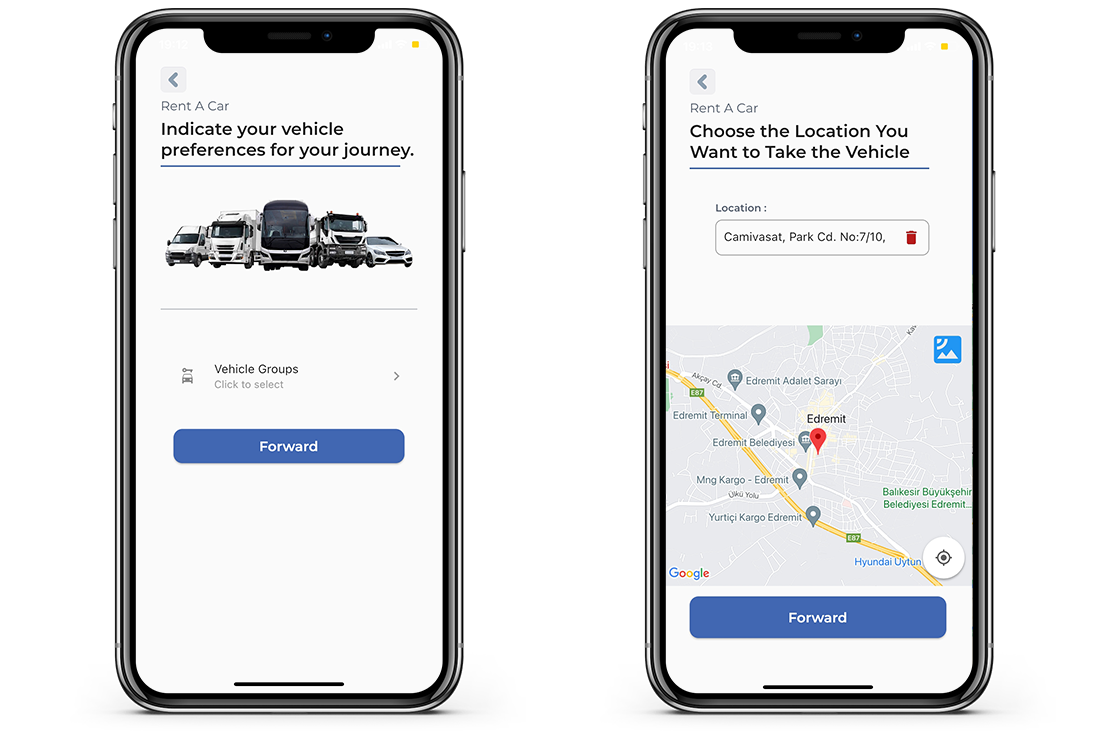 Rent A Car
Indicate your vehicle
preferences for your journey.
Vehicle Groups
Click to select
Forward
Rent A Car
Choose the Location You
Want to Take the Vehicle
Location :
Camivasat, Park Cd. No:7/10,
Akçay Cd.
E87
Edremit Adalet Sarayı
Edremit Terminal
Edremit
Edremit Belediyesi
Mng Kargo - Edremit
Ülkü Yolu
Balıkesir Büyükşehir
Belediyesi Edremit...
Yurtiçi Kargo Edremit
E87
Hyundai Uytun
Google
Forward